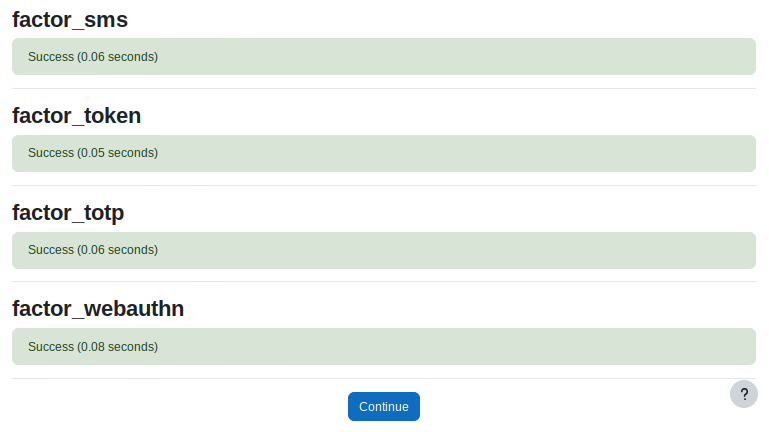 factor_sms
Success (0.06 seconds)
factor_token
Success (0.05 seconds)
factor_totp
Success (0.06 seconds)
factor_webauthn
Success (0.08 seconds)
Continue
?